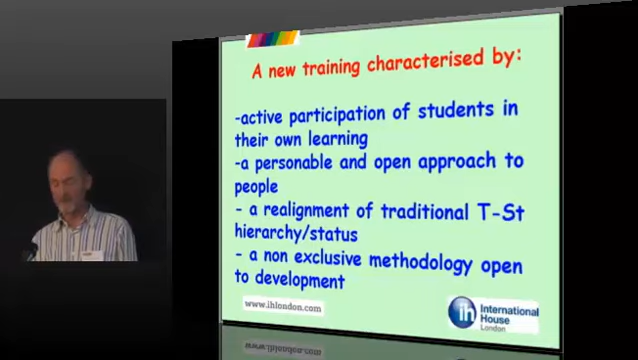 A new training characterised by:
-active participation of students in
their own learning
-a personable and open approach to
people
- a realignment of traditional T-St
hierarchy/status
- a non exclusive methodology open
to development
www.ihlondon.com
ih International
House
London